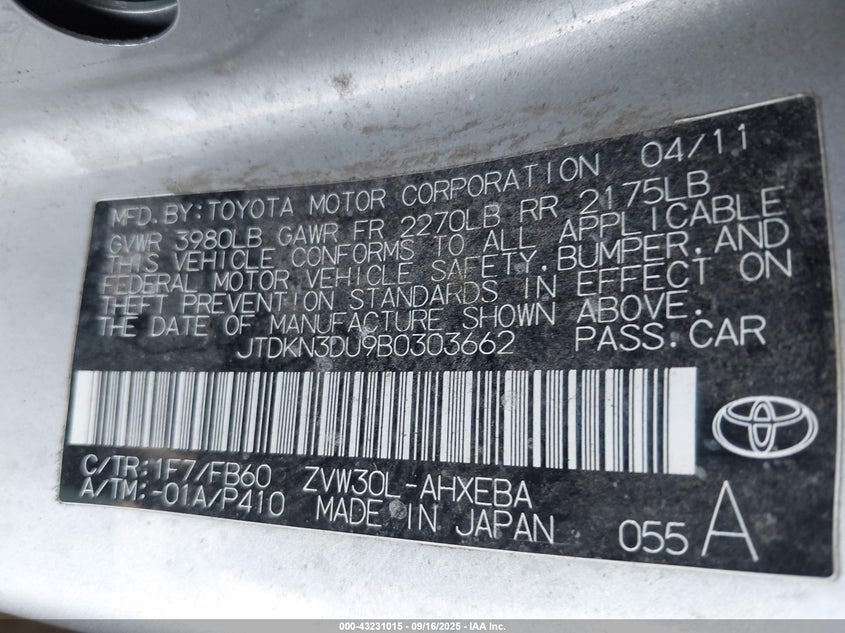 MFD. BY: TOYOTA MOTOR CORPORATION 04/11
GVWR 3980LB GAWR FR 2270LB RR 2175LB
THIS VEHICLE CONFORMS TO ALL APPLICABLE
FEDERAL MOTOR VEHICLE SAFETY, BUMPER, AND
THEFT PREVENTION STANDARDS IN EFFECT ON
THE DATE OF MANUFACTURE SHOWN ABOVE.
JTDKN3DU9B0303662 PASS. CAR
C/TR: 1F7/FB60 ZVW30L-AHXEBA
A/TM: -01A/P410 MADE IN JAPAN 055 A
000-43231015 - 09/16/2025 - IAA Inc.